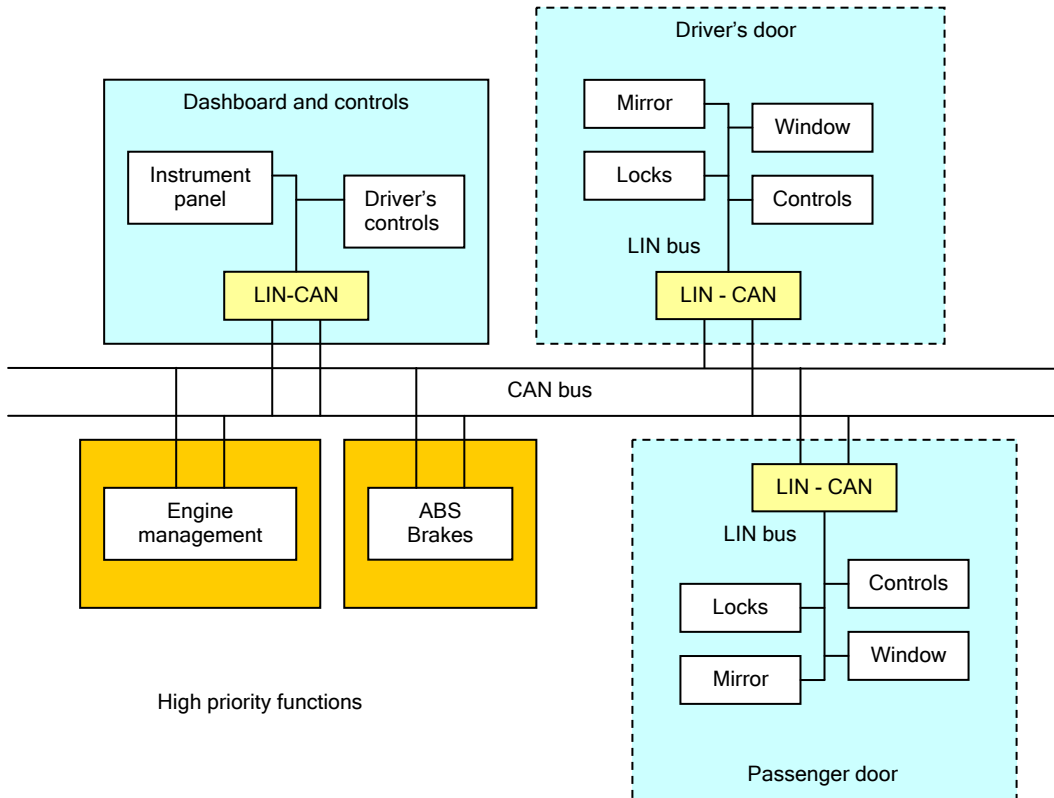 Driver's door
Dashboard and controls
Mirror
Window
Instrument
panel
Locks
Driver's
controls
Controls
LIN bus
LIN-CAN
LIN - CAN
CAN bus
LIN - CAN
Engine
management
ABS
Brakes
LIN bus
Controls
Locks
Window
Mirror
High priority functions
Passenger door